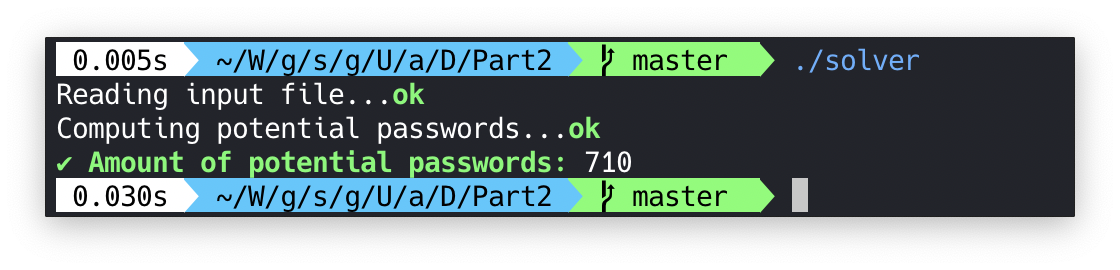 0.005s ~/W/g/s/g/U/a/D/Part2 master ./solver
Reading input file...ok
Computing potential passwords...ok
✔ Amount of potential passwords: 710
0.030s ~/W/g/s/g/U/a/D/Part2 master